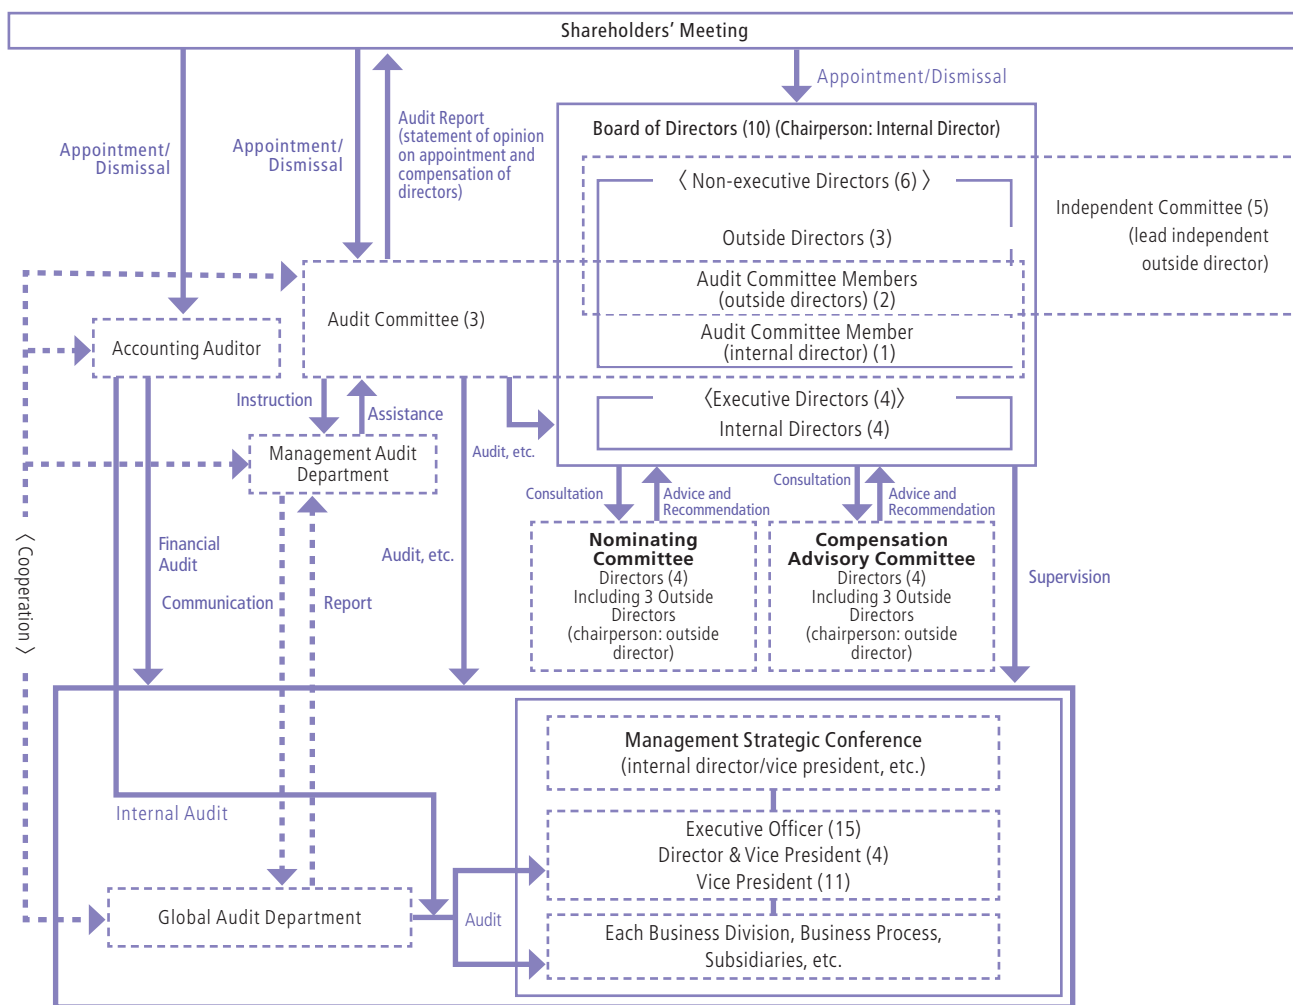 Shareholders' Meeting
Appointment/
Dismissal
Appointment/
Dismissal
Audit Report
(statement of opinion
on appointment and
compensation of
directors)
Appointment/Dismissal
Board of Directors (10) (Chairperson: Internal Director)
〈 Non-executive Directors (6) 〉
Outside Directors (3)
Audit Committee Members
(outside directors) (2)
Audit Committee Member
(internal director) (1)
〈Executive Directors (4)〉
Internal Directors (4)
Independent Committee (5)
(lead independent
outside director)
Audit Committee (3)
Accounting Auditor
Instruction
Assistance
Management Audit
Department
Audit, etc.
Consultation
Advice and
Recommendation
Consultation
Advice and
Recommendation
Nominating
Committee
Directors (4)
Including 3 Outside
Directors
(chairperson: outside
director)
Compensation
Advisory Committee
Directors (4)
Including 3 Outside
Directors
(chairperson: outside
director)
Supervision
〈 Cooperation 〉
Financial
Audit
Communication
Report
Audit, etc.
Management Strategic Conference
(internal director/vice president, etc.)
Internal Audit
Executive Officer (15)
Director & Vice President (4)
Vice President (11)
Global Audit Department
Audit
Each Business Division, Business Process,
Subsidiaries, etc.